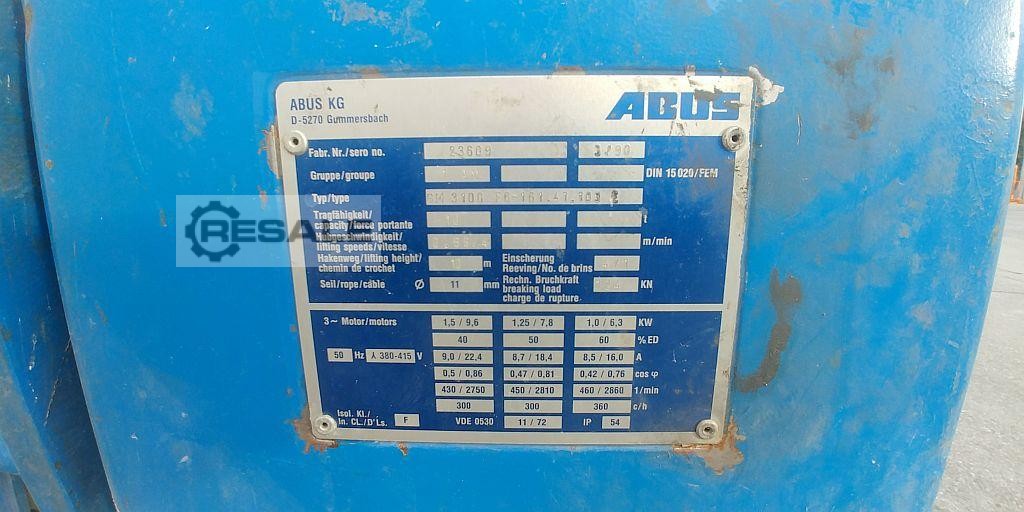 ABUS KG
D-5270 Gummersbach
ABUS
Fabr. Nr./sero no. 23609
Gruppe/groupe DIN 15020/FEM
Typ/type
Tragfähigkeit/
capacity/force portante t
Hubgeschwindigkeit/
lifting speeds/vitesse m/min
Hakenweg/lifting height/ m
chemin de crochet
Einscherung
Reeving/No. de brins
Seil/rope/câble Ø 11 mm
Rechn. Bruchkraft
breaking load KN
charge de rupture
RESALE
3~ Motor/motors 1,5 / 9,6 1,25 / 7,8 1,0 / 6,3 KW
40 50 60 % ED
50 Hz ⅄ 380-415 V 9,0 / 22,4 8,7 / 18,4 8,5 / 16,0 A
0,5 / 0,86 0,47 / 0,81 0,42 / 0,76 cos φ
430 / 2750 450 / 2810 460 / 2860 1/min
300 300 360 c/h
Isol. Kl./
In. CL./D'Ls. F VDE 0530 11 / 72 IP 54